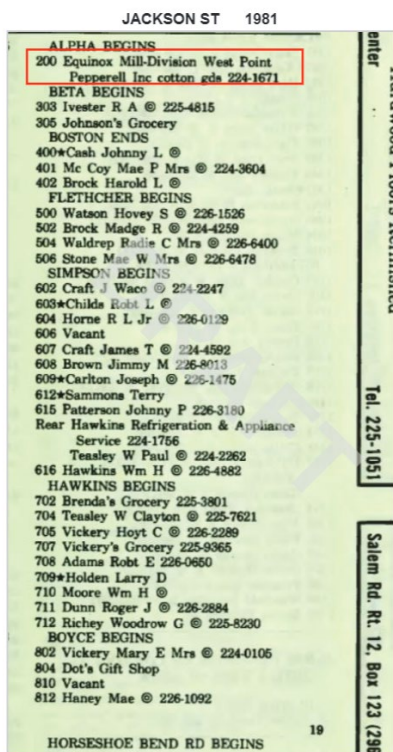 JACKSON ST 1981
ALPHA BEGINS
200 Equinox Mill-Division West Point
Pepperell Inc cotton gds 224-1671
BETA BEGINS
303 Ivester R A ◎ 225-4815
305 Johnson's Grocery
BOSTON ENDS
400★Cash Johnny L ◎
401 Mc Coy Mae P Mrs ◎ 224-3604
402 Brock Harold L ◎
FLETHCHER BEGINS
500 Watson Hovey S ◎ 226-1526
502 Brock Madge R ◎ 224-4259
504 Waldrep Radie C Mrs ◎ 226-6400
506 Stone Mae W Mrs ◎ 226-6478
SIMPSON BEGINS
602 Craft J Waco ◎ 224-2247
603★Childs Robt L ◎
604 Horne R L Jr ◎ 226-0129
606 Vacant
607 Craft James T ◎ 224-4592
608 Brown Jimmy M 226-8013
609★Carlton Joseph ◎ 226-1475
612★Sammons Terry
615 Patterson Johnny P 226-3180
Rear Hawkins Refrigeration & Appliance
Service 224-1756
Teasley W Paul ◎ 224-2262
616 Hawkins Wm H ◎ 226-4882
HAWKINS BEGINS
702 Brenda's Grocery 225-3801
704 Teasley W Clayton ◎ 225-7621
705 Vickery Hoyt C ◎ 226-2289
707 Vickery's Grocery 225-9365
708 Adams Robt E 226-0650
709★Holden Larry D
710 Moore Wm H ◎
711 Dunn Roger J ◎ 226-2884
712 Richey Woodrow G ◎ 225-8230
BOYCE BEGINS
802 Vickery Mary E Mrs ◎ 224-0105
804 Dot's Gift Shop
810 Vacant
812 Haney Mae ◎ 226-1092
19
HORSESHOE BEND RD BEGINS
enter
Tel. 225-1051
Salem Rd. Rt. 12, Box 123 (296
DRAFT